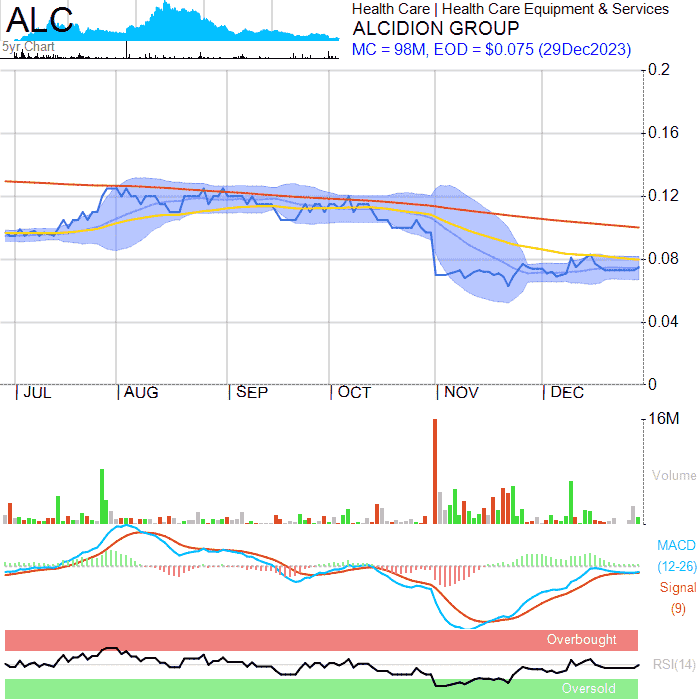 ALC
5yr Chart
Health Care | Health Care Equipment & Services
ALCIDION GROUP
MC = 98M, EOD = $0.075 (29Dec2023)
0.2
0.16
0.12
0.08
0.04
0
JUL AUG SEP OCT NOV DEC
16M
Volume
MACD
(12-26)
Signal
(9)
Overbought
RSI(14)
Oversold